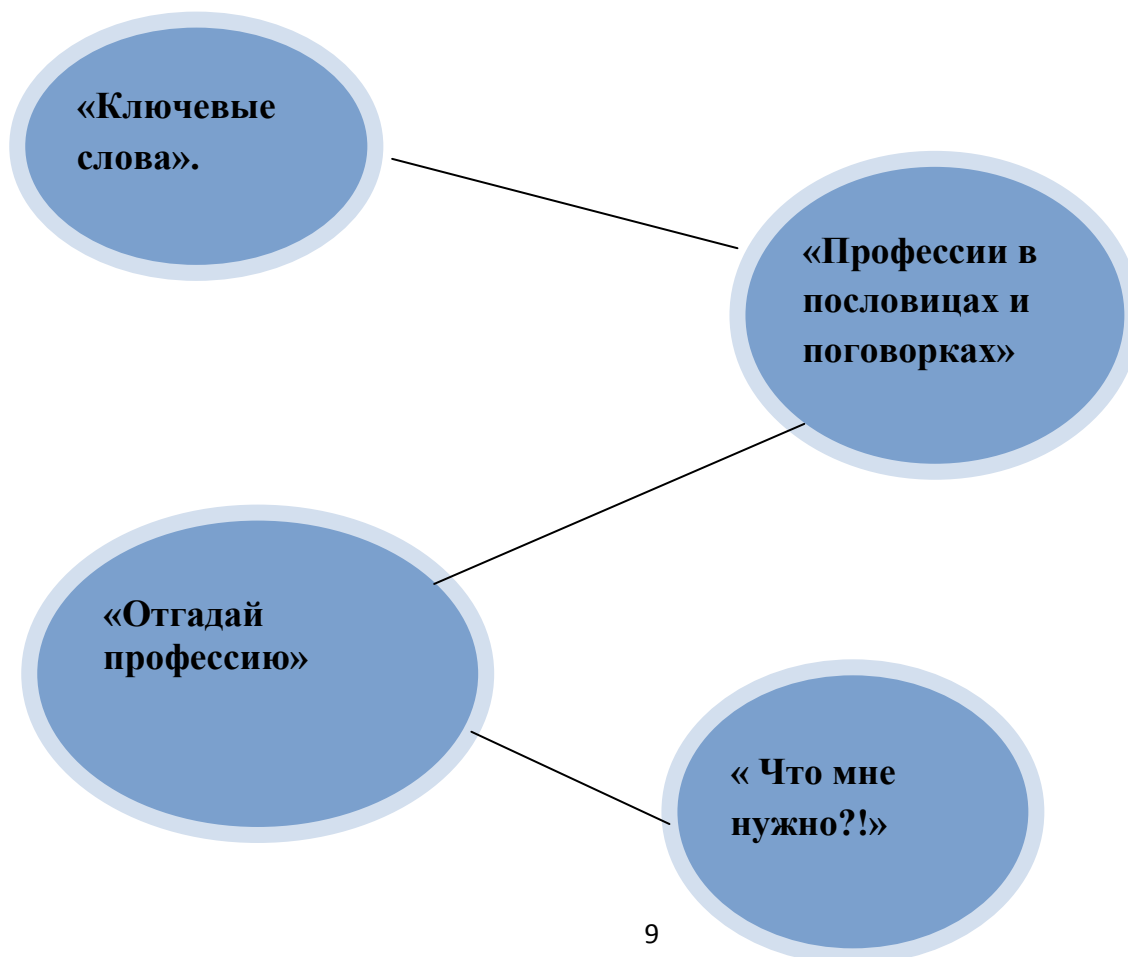 «Ключевые
слова».
«Профессии в
пословицах и
поговорках»
«Отгадай
профессию»
« Что мне
нужно?!»
9